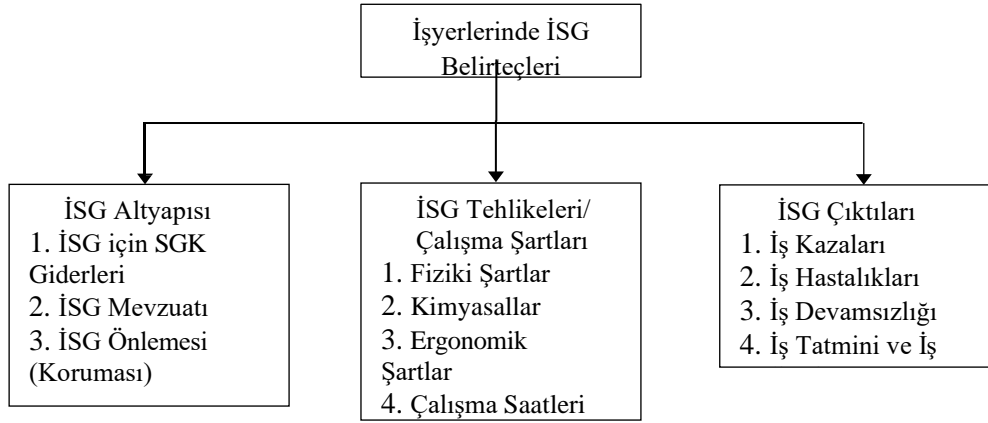 İşyerlerinde İSG
Belirteçleri
İSG Altyapısı
1. İSG için SGK
Giderleri
2. İSG Mevzuatı
3. İSG Önlemesi
(Koruması)
İSG Tehlikeleri/
Çalışma Şartları
1. Fiziki Şartlar
2. Kimyasallar
3. Ergonomik
Şartlar
4. Çalışma Saatleri
İSG Çıktıları
1. İş Kazaları
2. İş Hastalıkları
3. İş Devamsızlığı
4. İş Tatmini ve İş